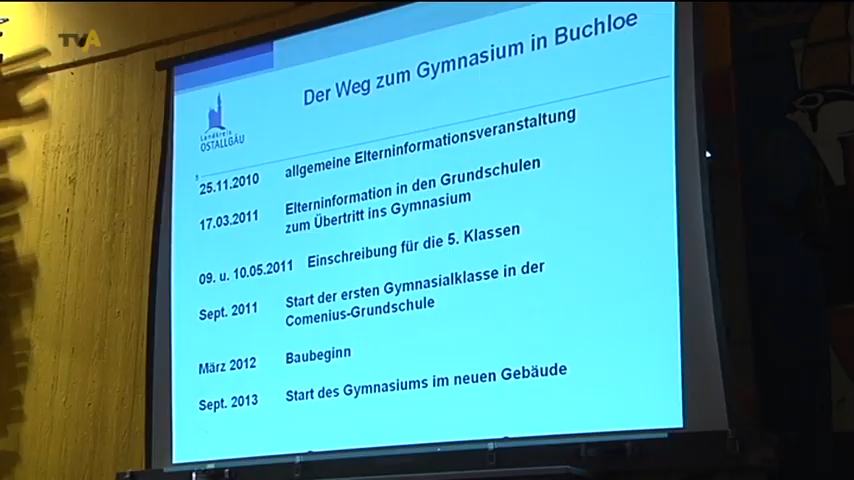 TVA
Der Weg zum Gymnasium in Buchloe
Landkreis
OSTALLGÄU
25.11.2010 allgemeine Elterninformationsveranstaltung
17.03.2011 Elterninformation in den Grundschulen
zum Übertritt ins Gymnasium
09. u. 10.05.2011 Einschreibung für die 5. Klassen
Sept. 2011 Start der ersten Gymnasialklasse in der
Comenius-Grundschule
März 2012 Baubeginn
Sept. 2013 Start des Gymnasiums im neuen Gebäude